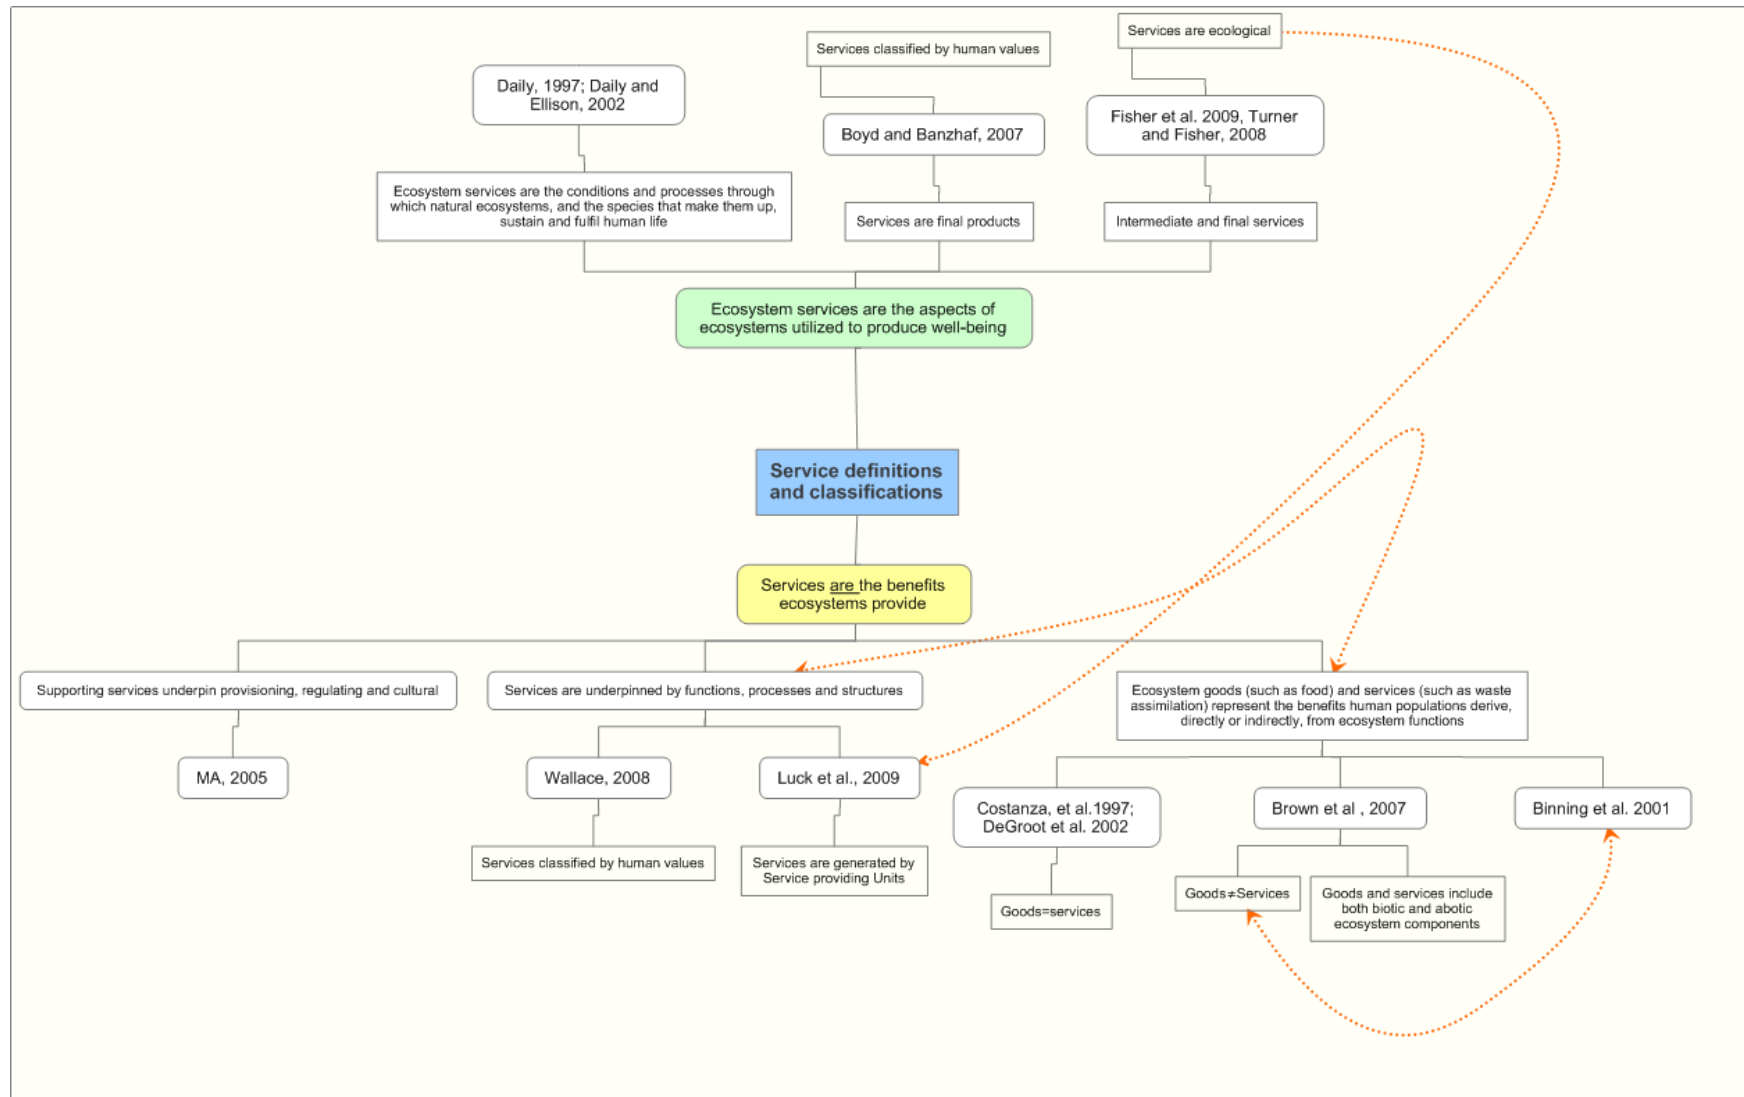 Services are ecological
Services classified by human values
Daily, 1997; Daily and
Ellison, 2002
Boyd and Banzhaf, 2007
Fisher et al. 2009, Turner
and Fisher, 2008
Ecosystem services are the conditions and processes through
which natural ecosystems, and the species that make them up,
sustain and fulfil human life
Services are final products
Intermediate and final services
Ecosystem services are the aspects of
ecosystems utilized to produce well-being
Service definitions
and classifications
Services are the benefits
ecosystems provide
Supporting services underpin provisioning, regulating and cultural
Services are underpinned by functions, processes and structures
Ecosystem goods (such as food) and services (such as waste
assimilation) represent the benefits human populations derive,
directly or indirectly, from ecosystem functions
MA, 2005
Wallace, 2008
Luck et al., 2009
Costanza, et al.1997;
DeGroot et al. 2002
Brown et al , 2007
Binning et al. 2001
Services classified by human values
Services are generated by
Service providing Units
Goods=services
Goods≠Services
Goods and services include
both biotic and abotic
ecosystem components